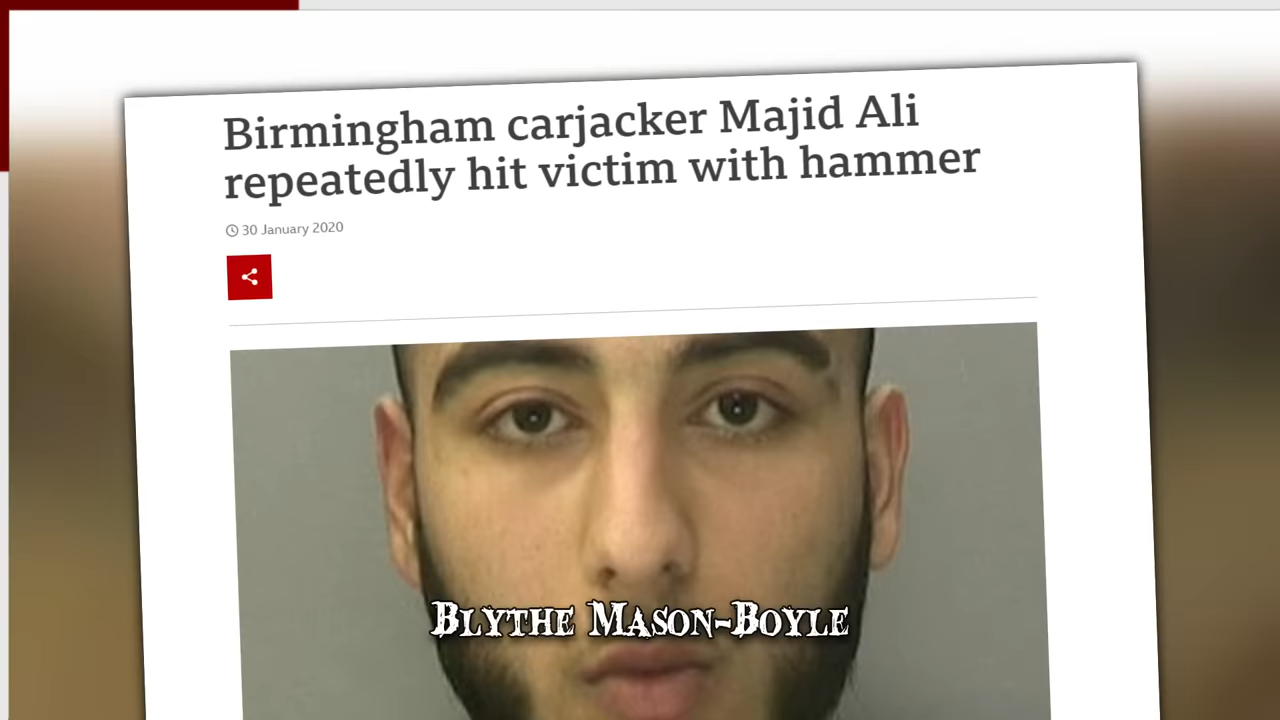 Birmingham carjacker Majid Ali
repeatedly hit victim with hammer
30 January 2020
Blythe Mason-Boyle